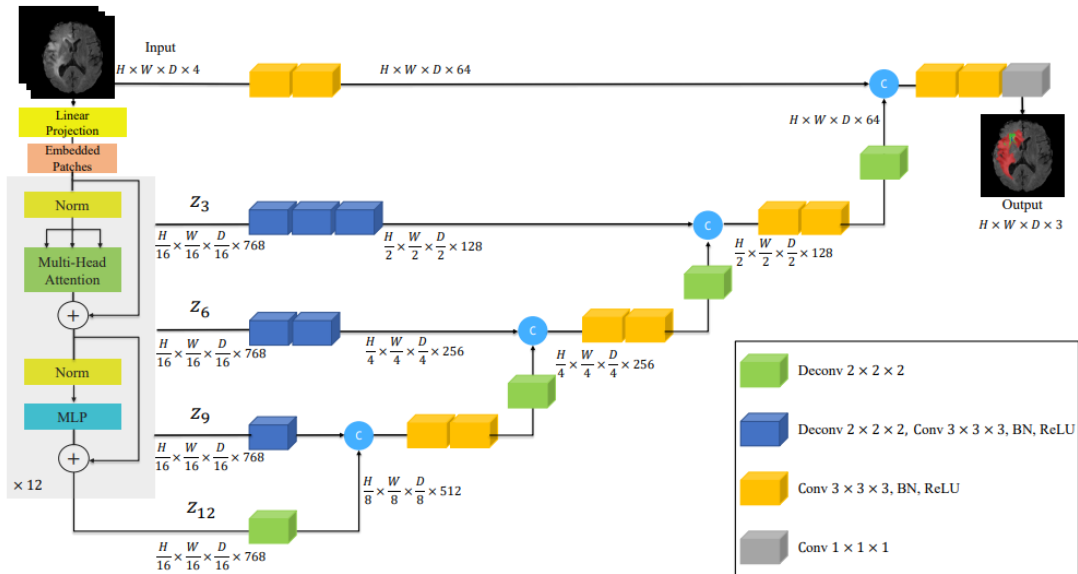 Input
H × W × D × 4
H × W × D × 64
C
H × W × D × 64
Linear
Projection
Embedded
Patches
Norm
Multi-Head
Attention
+
Norm
MLP
+
× 12
Z3
H/16 × W/16 × D/16 × 768
H/2 × W/2 × D/2 × 128
C
H/2 × W/2 × D/2 × 128
Z6
H/16 × W/16 × D/16 × 768
H/4 × W/4 × D/4 × 256
C
H/4 × W/4 × D/4 × 256
Z9
H/16 × W/16 × D/16 × 768
C
H/8 × W/8 × D/8 × 512
Z12
H/16 × W/16 × D/16 × 768
Output
H × W × D × 3
Deconv 2 × 2 × 2
Deconv 2 × 2 × 2, Conv 3 × 3 × 3, BN, ReLU
Conv 3 × 3 × 3, BN, ReLU
Conv 1 × 1 × 1